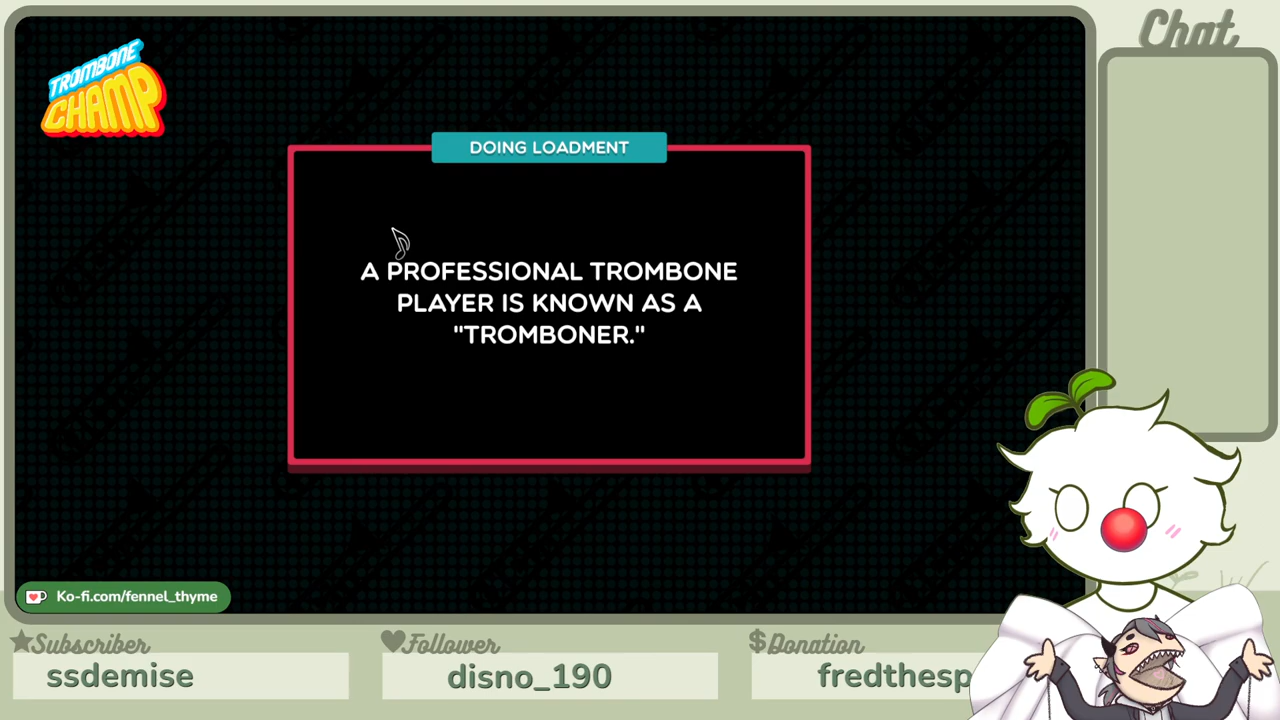 Chat
TROMBONE
CHAMP
DOING LOADMENT
A PROFESSIONAL TROMBONE
PLAYER IS KNOWN AS A
"TROMBONER."
Ko-fi.com/fennel_thyme
Subscriber
ssdemise
Follower
disno_190
$Donation
fredthesp